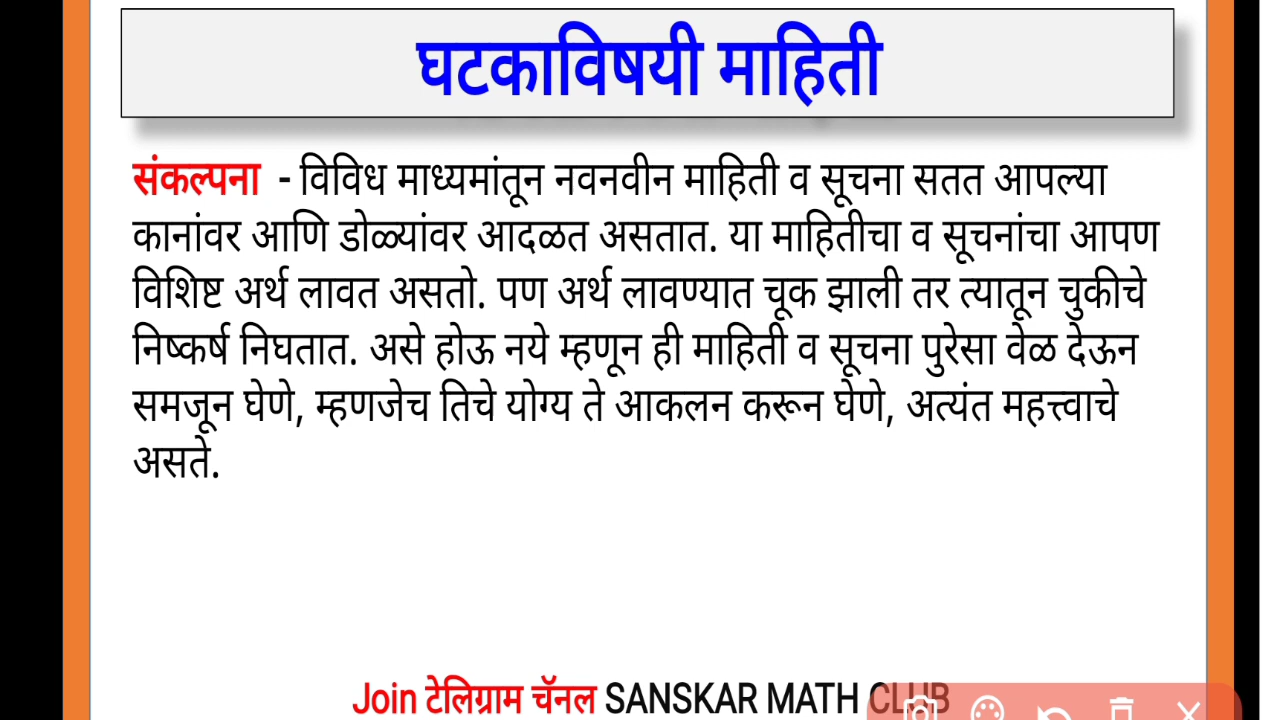 घटकाविषयी माहिती
संकल्पना - विविध माध्यमांतून नवनवीन माहिती व सूचना सतत आपल्या
कानांवर आणि डोळ्यांवर आदळत असतात. या माहितीचा व सूचनांचा आपण
विशिष्ट अर्थ लावत असतो. पण अर्थ लावण्यात चूक झाली तर त्यातून चुकीचे
निष्कर्ष निघतात. असे होऊ नये म्हणून ही माहिती व सूचना पुरेसा वेळ देऊन
समजून घेणे, म्हणजेच तिचे योग्य ते आकलन करून घेणे, अत्यंत महत्त्वाचे
असते.
Join टेलिग्राम चॅनल SANSKAR MATH CLUB